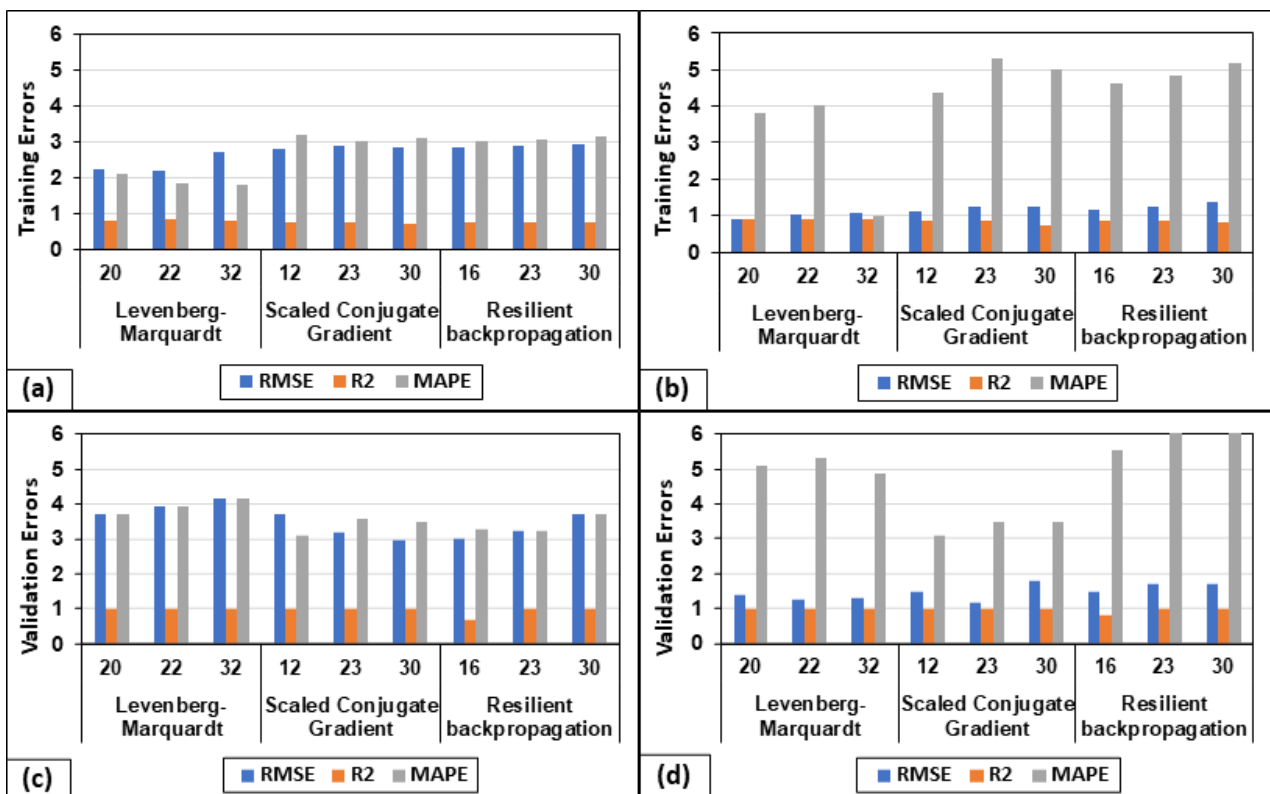 6
5
4
3
2
1
0
Training Errors
20 22 32 12 23 30 16 23 30
Levenberg-Marquardt
Scaled Conjugate Gradient
Resilient backpropagation
(a)
RMSE R2 MAPE
6
5
4
3
2
1
0
Training Errors
20 22 32 12 23 30 16 23 30
Levenberg-
Marquardt
Scaled Conjugate
Gradient
Resilient
backpropagation
(b)
RMSE R2 MAPE
6
5
4
3
2
1
0
Validation Errors
20 22 32 12 23 30 16 23 30
Levenberg-
Marquardt
Scaled Conjugate
Gradient
Resilient
backpropagation
(c)
RMSE R2 MAPE
6
5
4
3
2
1
0
Validation Errors
20 22 32 12 23 30 16 23 30
Levenberg-
Marquardt
Scaled Conjugate
Gradient
Resilient
backpropagation
(d)
RMSE R2 MAPE